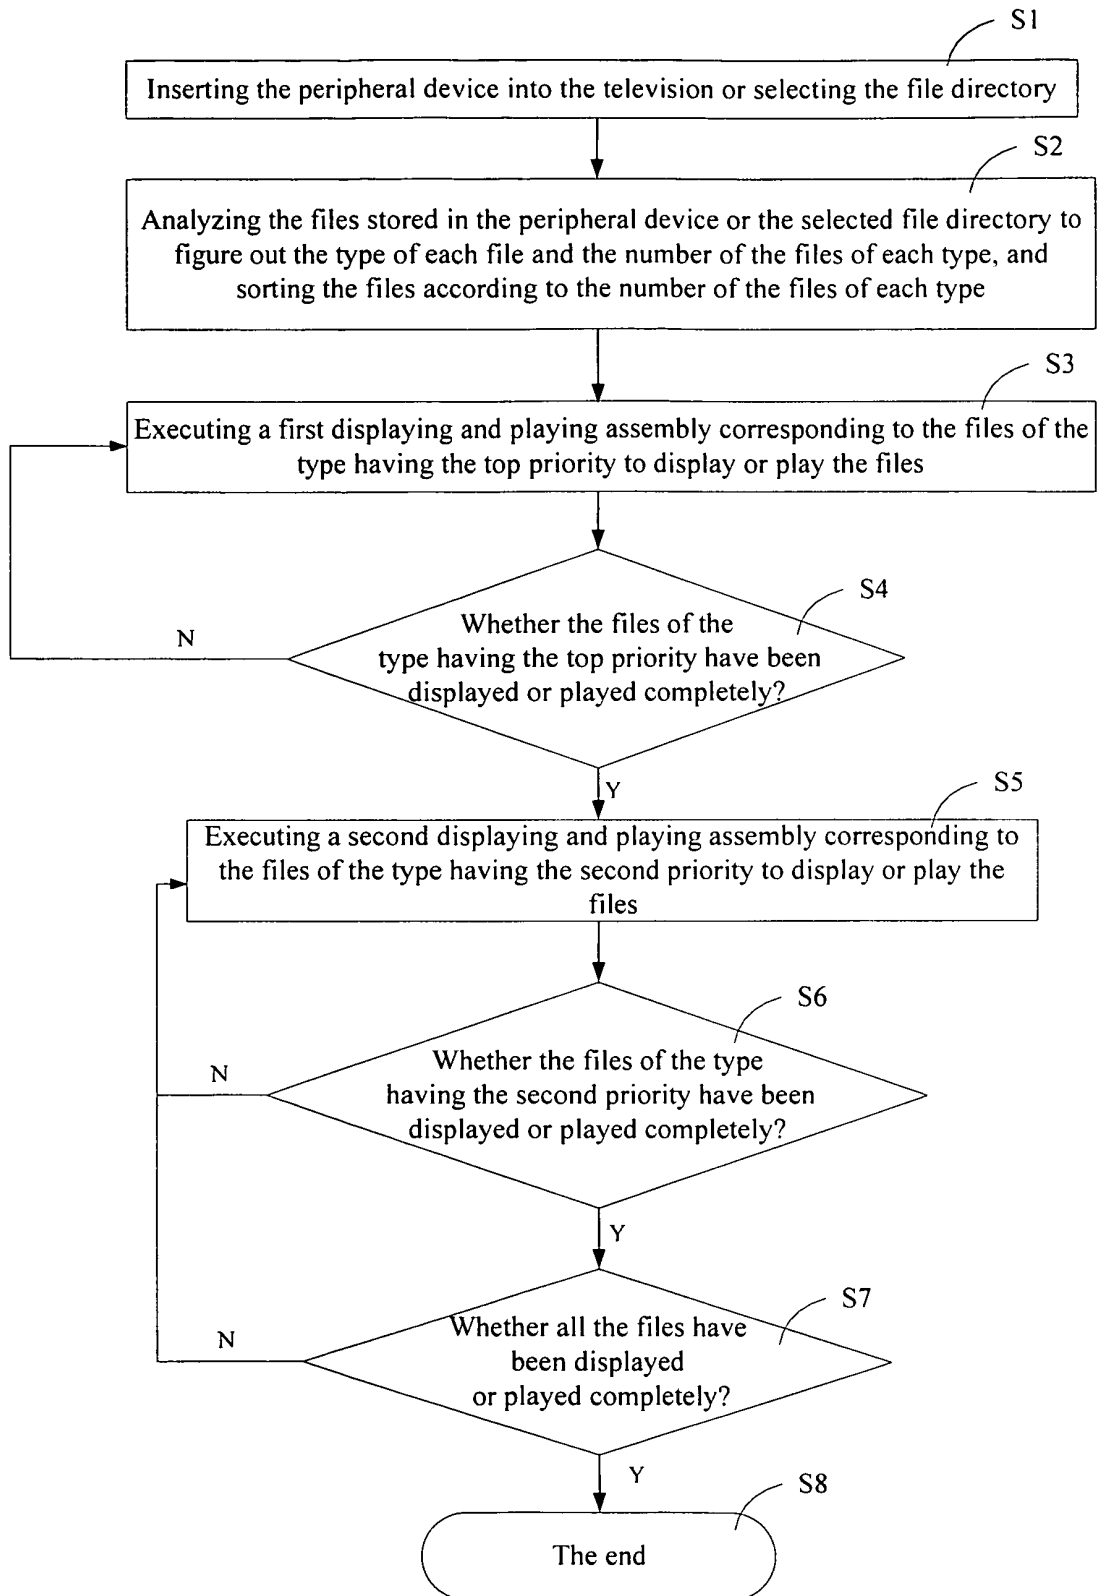 S1
Inserting the peripheral device into the television or selecting the file directory
S2
Analyzing the files stored in the peripheral device or the selected file directory to
figure out the type of each file and the number of the files of each type, and
sorting the files according to the number of the files of each type
S3
Executing a first displaying and playing assembly corresponding to the files of the
type having the top priority to display or play the files
S4
Whether the files of the
type having the top priority have been
displayed or played completely?
N
Y
S5
Executing a second displaying and playing assembly corresponding to
the files of the type having the second priority to display or play the
files
S6
Whether the files of the type
having the second priority have been
displayed or played completely?
N
Y
S7
Whether all the files have
been displayed
or played completely?
N
Y
S8
The end